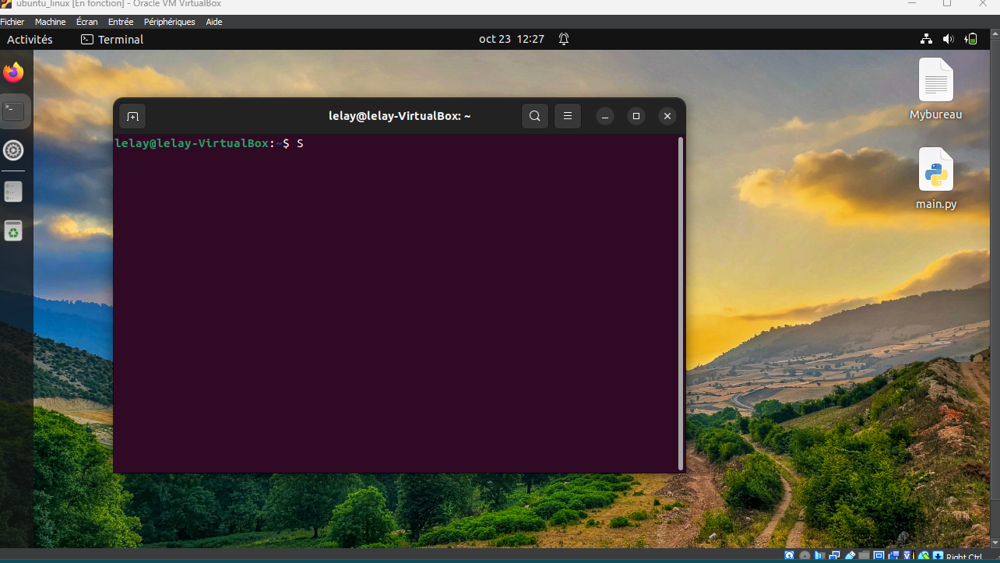 ubuntu_linux [En fonction] - Oracle VM VirtualBox
Fichier Machine Écran Entrée Périphériques Aide
Activités Terminal oct 23 12:27
Mybureau
main.py
lelay@lelay-VirtualBox: ~
lelay@lelay-VirtualBox:~$ S
Right Ctrl